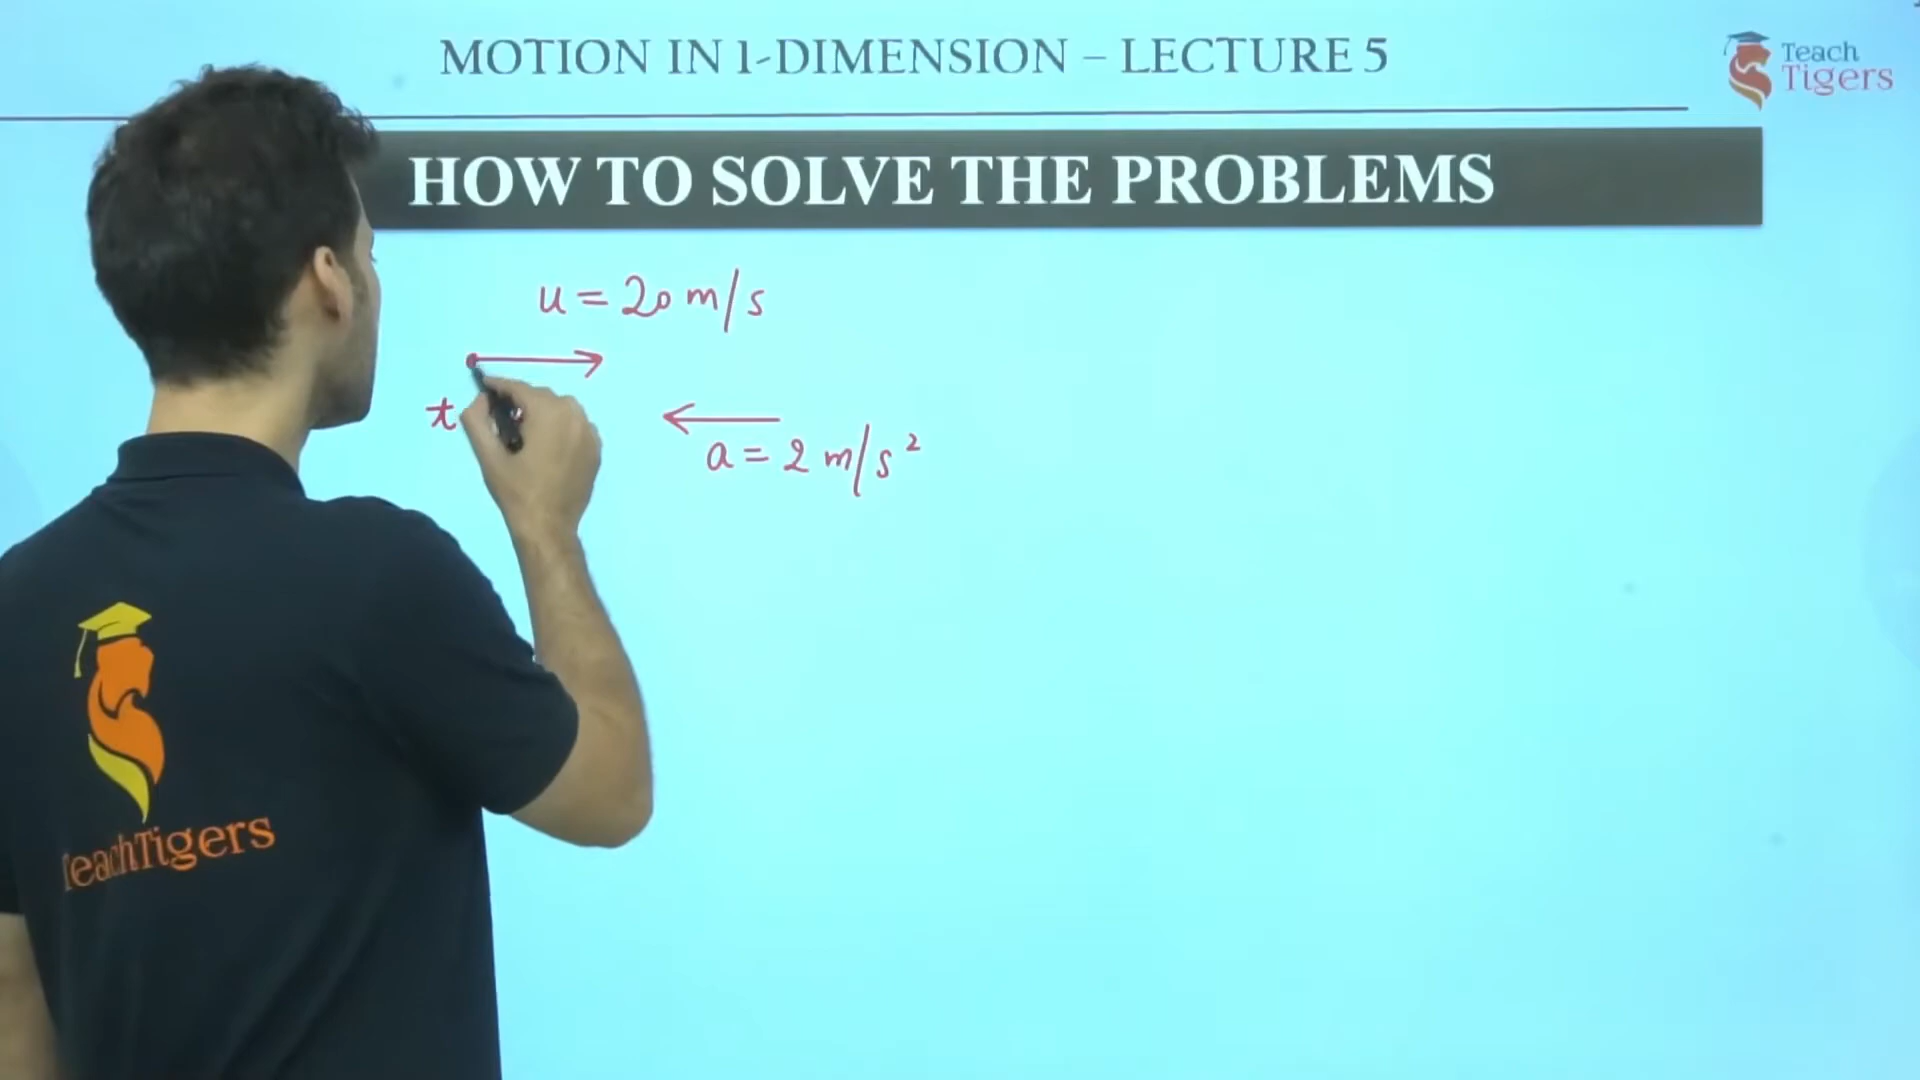 MOTION IN 1-DIMENSION – LECTURE 5
Teach
Tigers
HOW TO SOLVE THE PROBLEMS
u = 20 m/s
t
a = 2 m/s²
TeachTigers